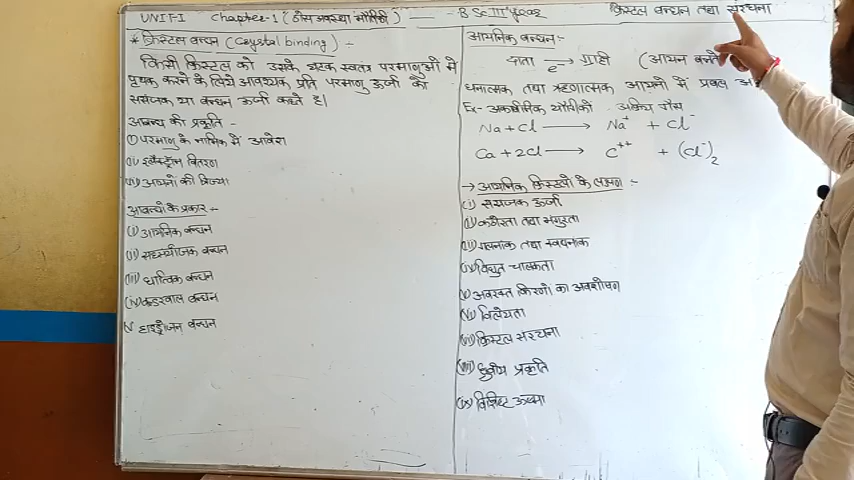 UNIT-I Chapter-1 (ठोस अवस्था भौतिकी) — B Sc III Year क्रिस्टल बन्धन तथा संरचना
* क्रिस्टल बन्धन (Crystal binding) :-
किसी क्रिस्टल को उसके घटक स्वतंत्र परमाणुओं में
पृथक करने के लिये आवश्यक प्रति परमाणु ऊर्जा को
संसंजक या बन्धन ऊर्जा कहते है।
आबन्ध की प्रकृति -
(i) परमाणु के नाभिक में आवेश
(ii) इलैक्ट्रॉन वितरण
(iii) आयनों की त्रिज्या
आबन्धों के प्रकार :-
(i) आयनिक बन्धन
(ii) सहसंयोजक बन्धन
(iii) धात्विक बन्धन
(iv) वन्डरवाल बन्धन
(v) हाइड्रोजन बन्धन
आयनिक बन्धन :-
दाता e⁻ → ग्राही (आयन बनते
धनात्मक तथा ऋणात्मक आयनों में प्रबल
Ex- अकार्बनिक यौगिकों अक्रिय गैस
Na + Cl → Na⁺ + Cl⁻
Ca + 2Cl → C⁺⁺ + (Cl⁻)₂
→ आयनिक क्रिस्टलों के लक्षण :-
(i) संसंजक ऊर्जा
(ii) कठोरता तथा भंगुरता
(iii) गलनांक तथा क्वथनांक
(iv) विद्युत चालकता
(v) अवरक्त किरणों का अवशोषण
(vi) विलेयता
(vii) क्रिस्टल संरचना
(viii) ध्रुवीय प्रकृति
(ix) विशिष्ट ऊष्मा